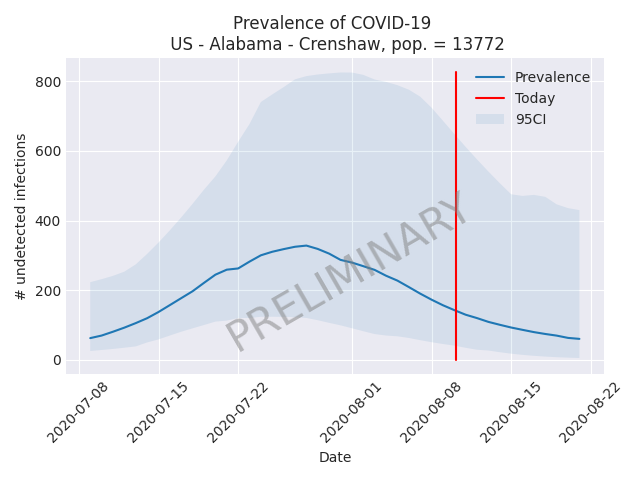 Prevalence of COVID-19
US - Alabama - Crenshaw, pop. = 13772
Prevalence
Today
95CI
PRELIMINARY
# undetected infections
800
600
400
200
0
2020-07-08
2020-07-15
2020-07-22
2020-08-01
2020-08-08
2020-08-15
2020-08-22
Date